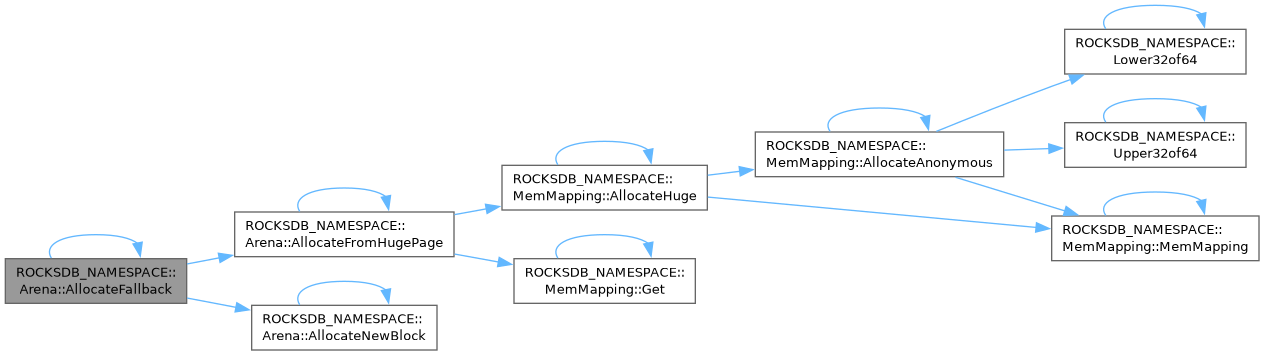 ROCKSDB_NAMESPACE::
Arena::AllocateFallback
ROCKSDB_NAMESPACE::
Arena::AllocateFromHugePage
ROCKSDB_NAMESPACE::
Arena::AllocateNewBlock
ROCKSDB_NAMESPACE::
MemMapping::AllocateHuge
ROCKSDB_NAMESPACE::
MemMapping::Get
ROCKSDB_NAMESPACE::
MemMapping::AllocateAnonymous
ROCKSDB_NAMESPACE::
Lower32of64
ROCKSDB_NAMESPACE::
Upper32of64
ROCKSDB_NAMESPACE::
MemMapping::MemMapping